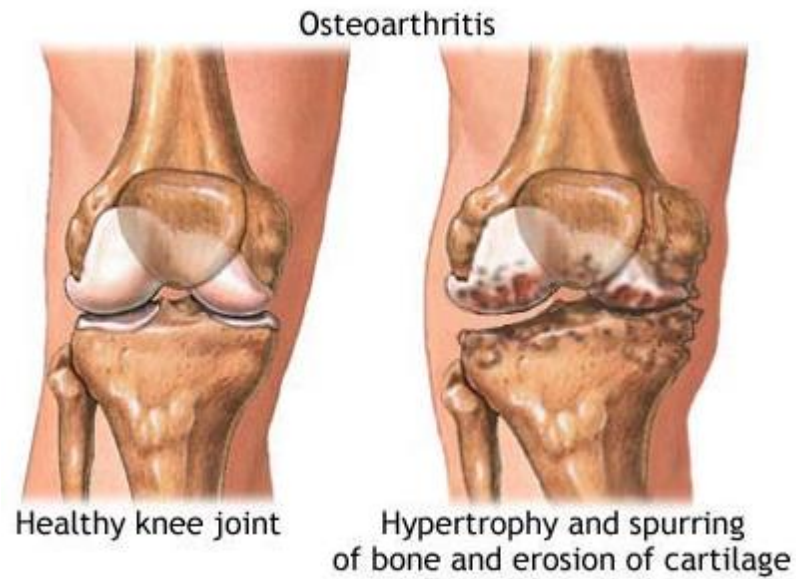 Osteoarthritis
Healthy knee joint
Hypertrophy and spurring
of bone and erosion of cartilage